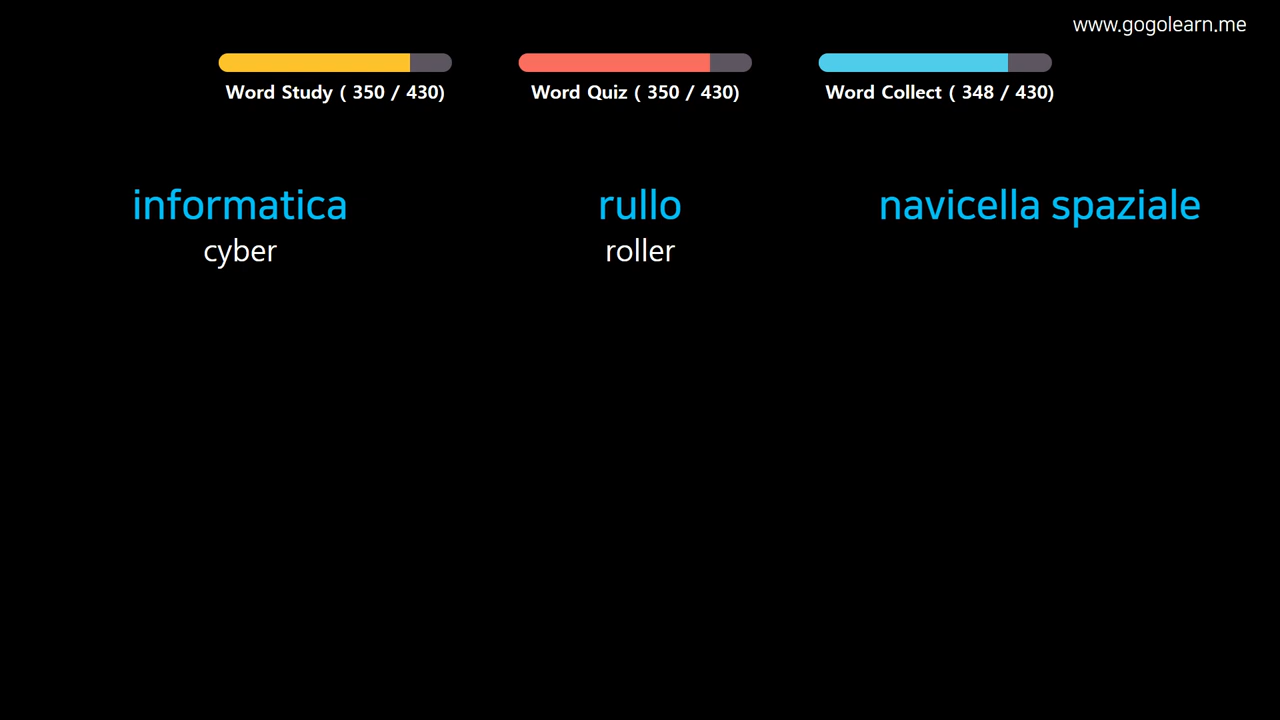 www.gogolearn.me
Word Study ( 350 / 430)
Word Quiz ( 350 / 430)
Word Collect ( 348 / 430)
informatica
cyber
rullo
roller
navicella spaziale